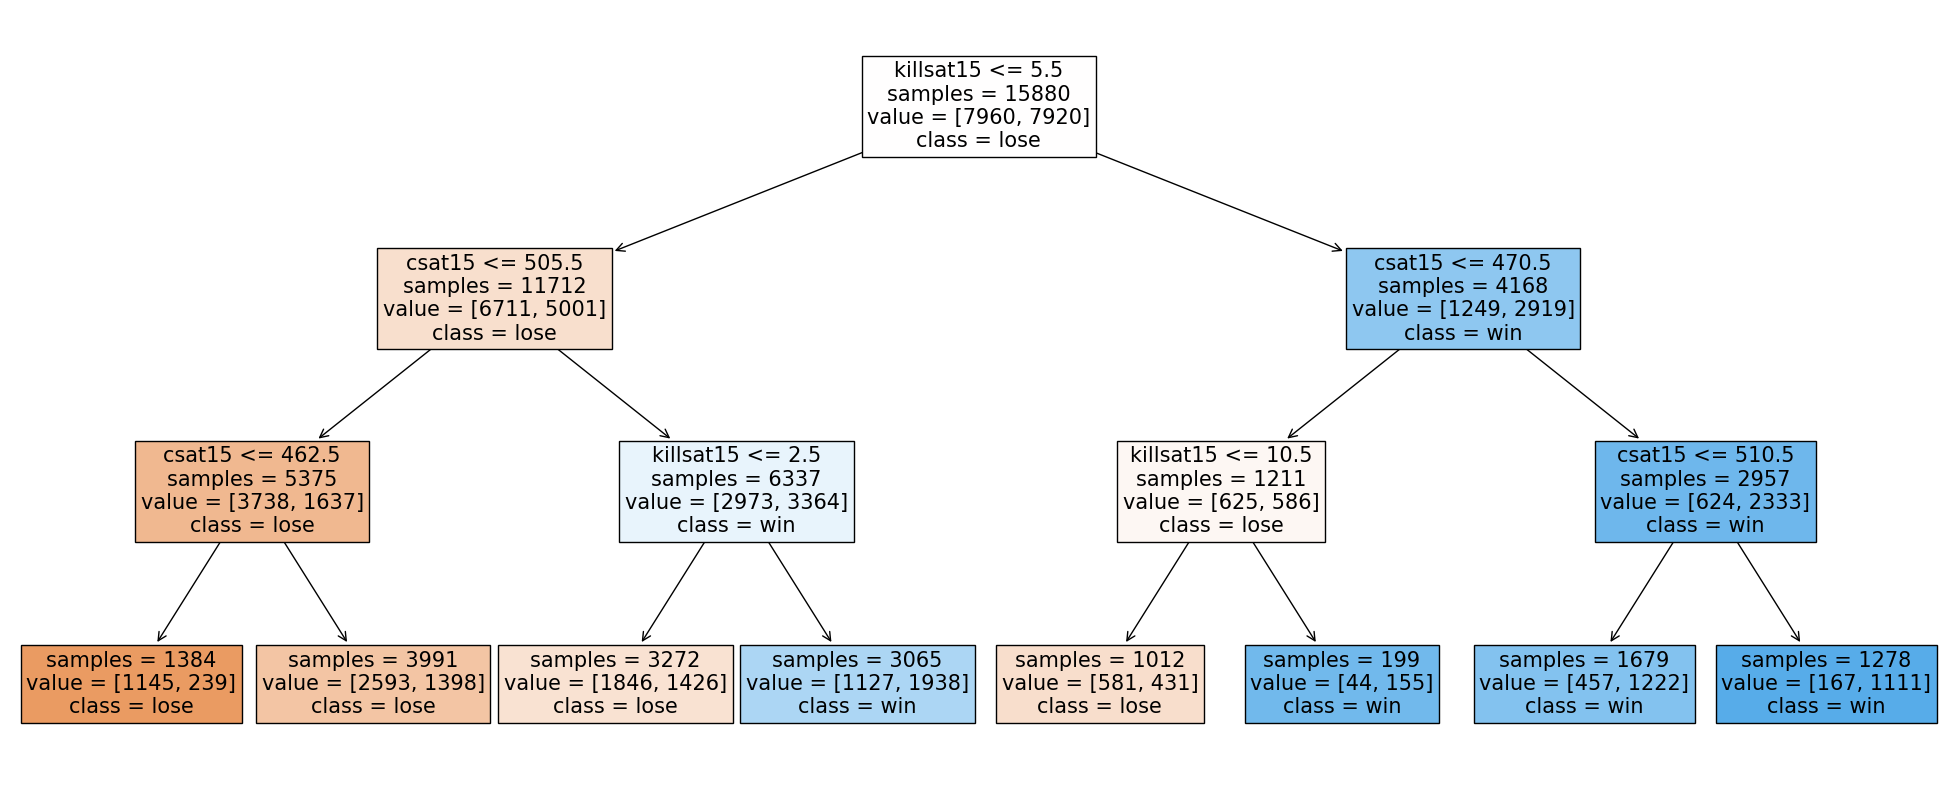 killsat15 <= 5.5
samples = 15880
value = [7960, 7920]
class = lose
csat15 <= 505.5
samples = 11712
value = [6711, 5001]
class = lose
csat15 <= 470.5
samples = 4168
value = [1249, 2919]
class = win
csat15 <= 462.5
samples = 5375
value = [3738, 1637]
class = lose
killsat15 <= 2.5
samples = 6337
value = [2973, 3364]
class = win
killsat15 <= 10.5
samples = 1211
value = [625, 586]
class = lose
csat15 <= 510.5
samples = 2957
value = [624, 2333]
class = win
samples = 1384
value = [1145, 239]
class = lose
samples = 3991
value = [2593, 1398]
class = lose
samples = 3272
value = [1846, 1426]
class = lose
samples = 3065
value = [1127, 1938]
class = win
samples = 1012
value = [581, 431]
class = lose
samples = 199
value = [44, 155]
class = win
samples = 1679
value = [457, 1222]
class = win
samples = 1278
value = [167, 1111]
class = win